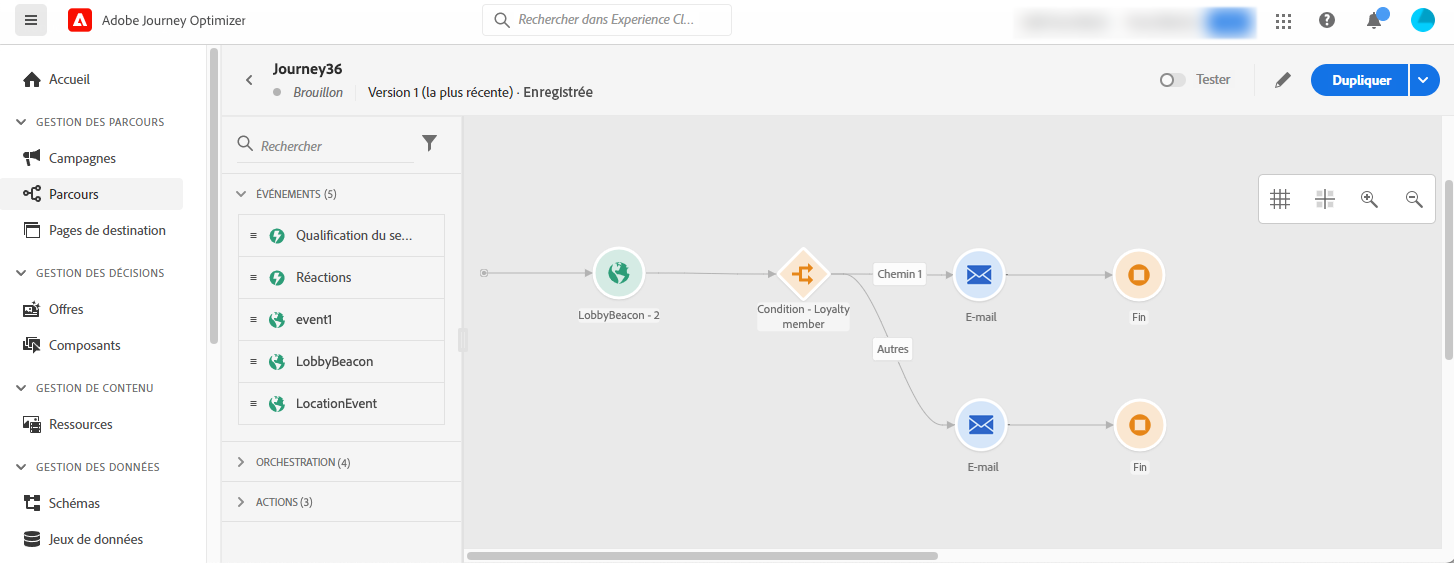 Adobe Journey Optimizer
Rechercher dans Experience Cl...
Accueil
GESTION DES PARCOURS
Campagnes
Parcours
Pages de destination
GESTION DES DÉCISIONS
Offres
Composants
GESTION DE CONTENU
Ressources
GESTION DES DONNÉES
Schémas
Jeux de données
Journey36
Brouillon
Version 1 (la plus récente) · Enregistrée
Tester
Dupliquer
Rechercher
ÉVÉNEMENTS (5)
Qualification du se...
Réactions
event1
LobbyBeacon
LocationEvent
ORCHESTRATION (4)
ACTIONS (3)
LobbyBeacon - 2
Condition - Loyalty
member
Chemin 1
E-mail
Fin
Autres
E-mail
Fin